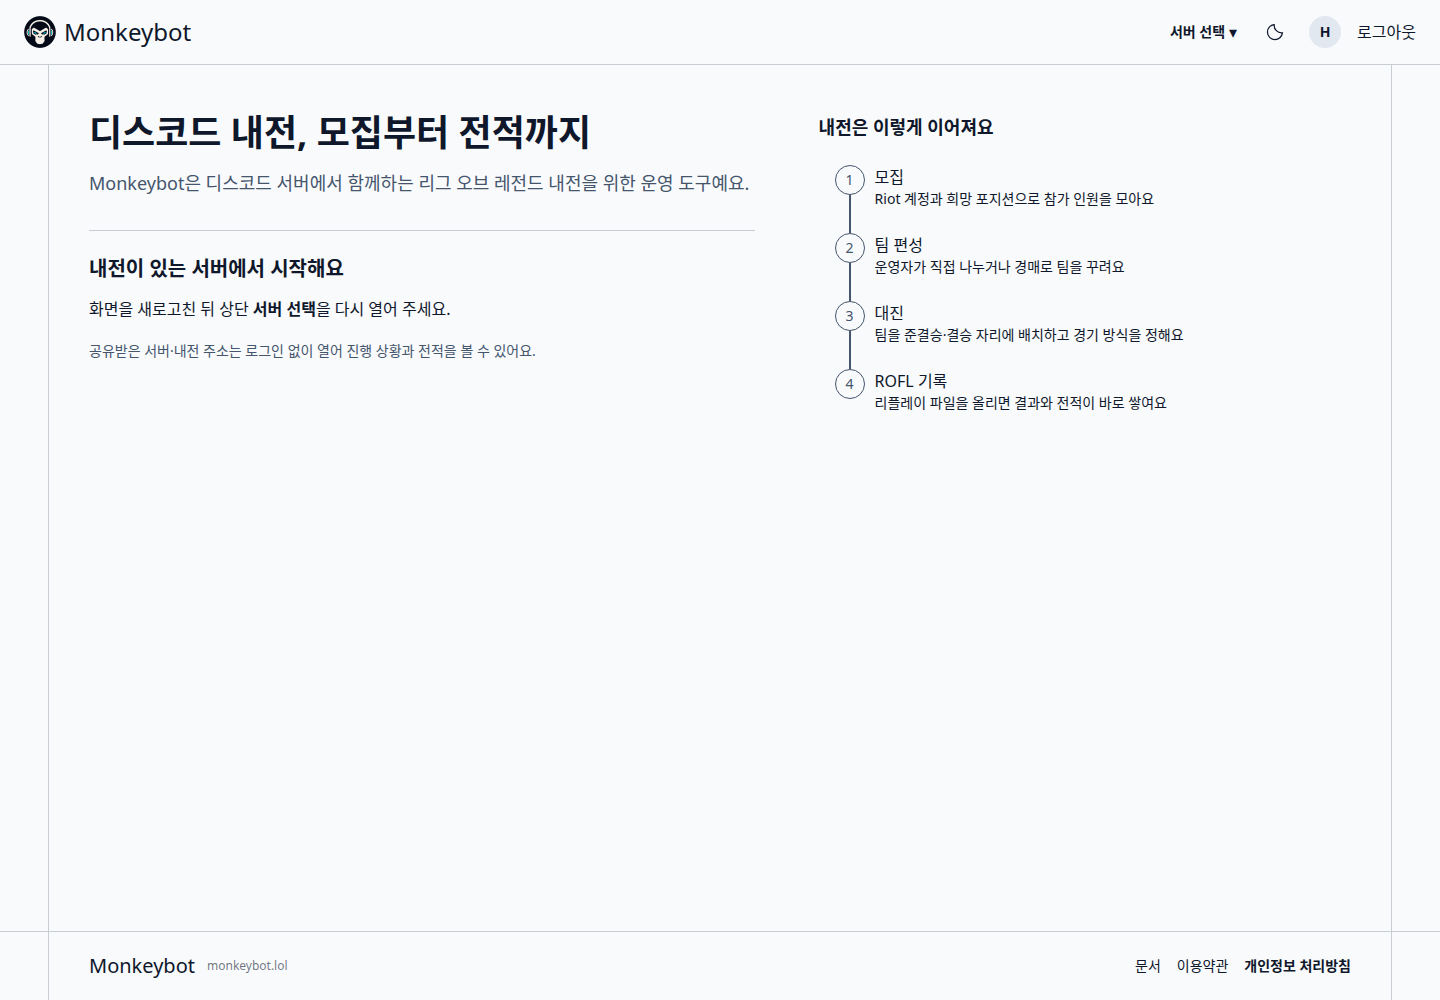 Monkeybot
서버 선택 ▾
H
로그아웃
디스코드 내전, 모집부터 전적까지
Monkeybot은 디스코드 서버에서 함께하는 리그 오브 레전드 내전을 위한 운영 도구예요.
내전이 있는 서버에서 시작해요
화면을 새로고친 뒤 상단 서버 선택을 다시 열어 주세요.
공유받은 서버·내전 주소는 로그인 없이 열어 진행 상황과 전적을 볼 수 있어요.
내전은 이렇게 이어져요
1 모집
Riot 계정과 희망 포지션으로 참가 인원을 모아요
2 팀 편성
운영자가 직접 나누거나 경매로 팀을 꾸려요
3 대진
팀을 준결승·결승 자리에 배치하고 경기 방식을 정해요
4 ROFL 기록
리플레이 파일을 올리면 결과와 전적이 바로 쌓여요
Monkeybot monkeybot.lol
문서 이용약관 개인정보 처리방침